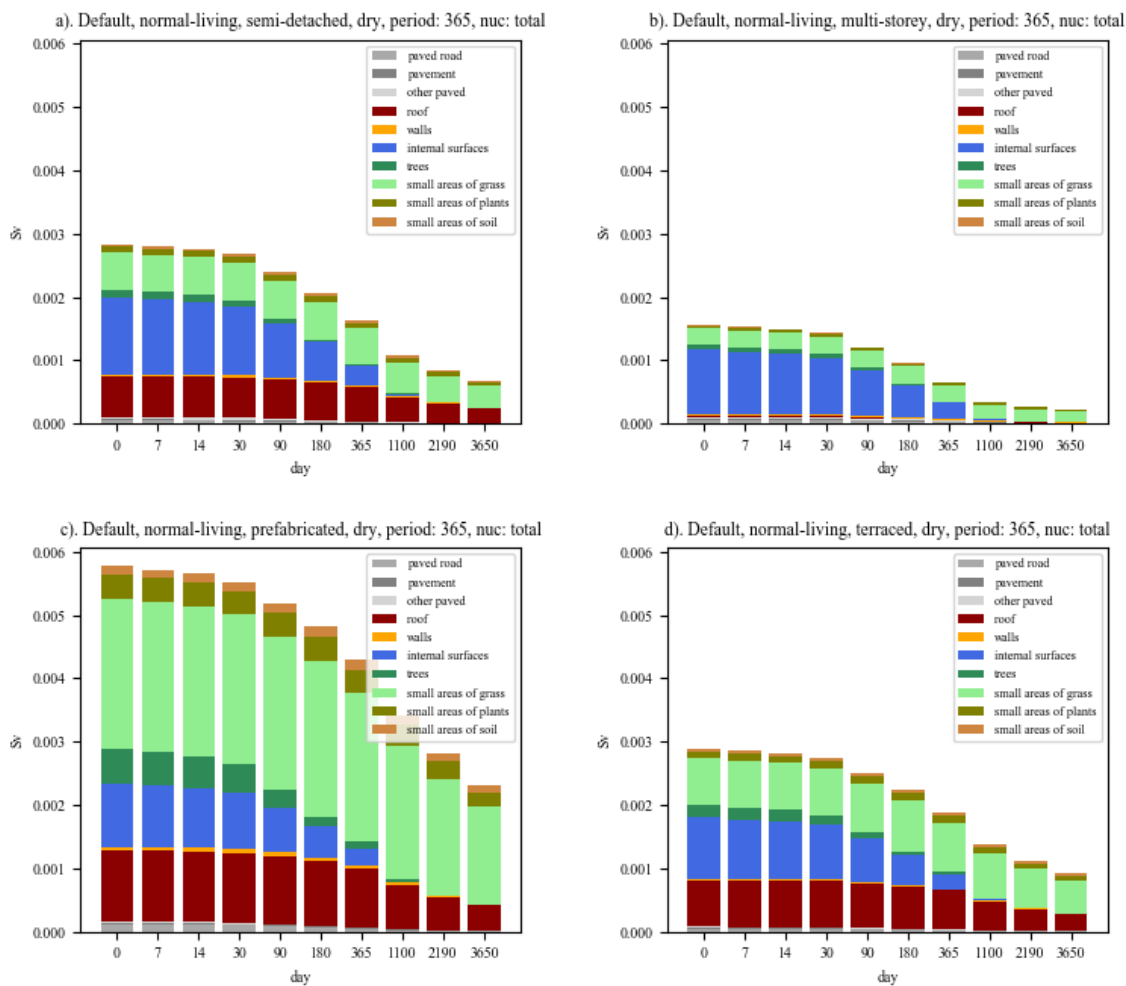 a). Default, normal-living, semi-detached, dry, period: 365, nuc: total
0.006
0.005
0.004
0.003
0.002
0.001
0.000
Sv
paved road
pavement
other paved
roof
walls
internal surfaces
trees
small areas of grass
small areas of plants
small areas of soil
0 7 14 30 90 180 365 1100 2190 3650
day
b). Default, normal-living, multi-storey, dry, period: 365, nuc: total
0.006
0.005
0.004
0.003
0.002
0.001
0.000
Sv
paved road
pavement
other paved
roof
walls
internal surfaces
trees
small areas of grass
small areas of plants
small areas of soil
0 7 14 30 90 180 365 1100 2190 3650
day
c). Default, normal-living, prefabricated, dry, period: 365, nuc: total
0.006
0.005
0.004
0.003
0.002
0.001
0.000
Sv
paved road
pavement
other paved
roof
walls
internal surfaces
trees
small areas of grass
small areas of plants
small areas of soil
0 7 14 30 90 180 365 1100 2190 3650
day
d). Default, normal-living, terraced, dry, period: 365, nuc: total
0.006
0.005
0.004
0.003
0.002
0.001
0.000
Sv
paved road
pavement
other paved
roof
walls
internal surfaces
trees
small areas of grass
small areas of plants
small areas of soil
0 7 14 30 90 180 365 1100 2190 3650
day